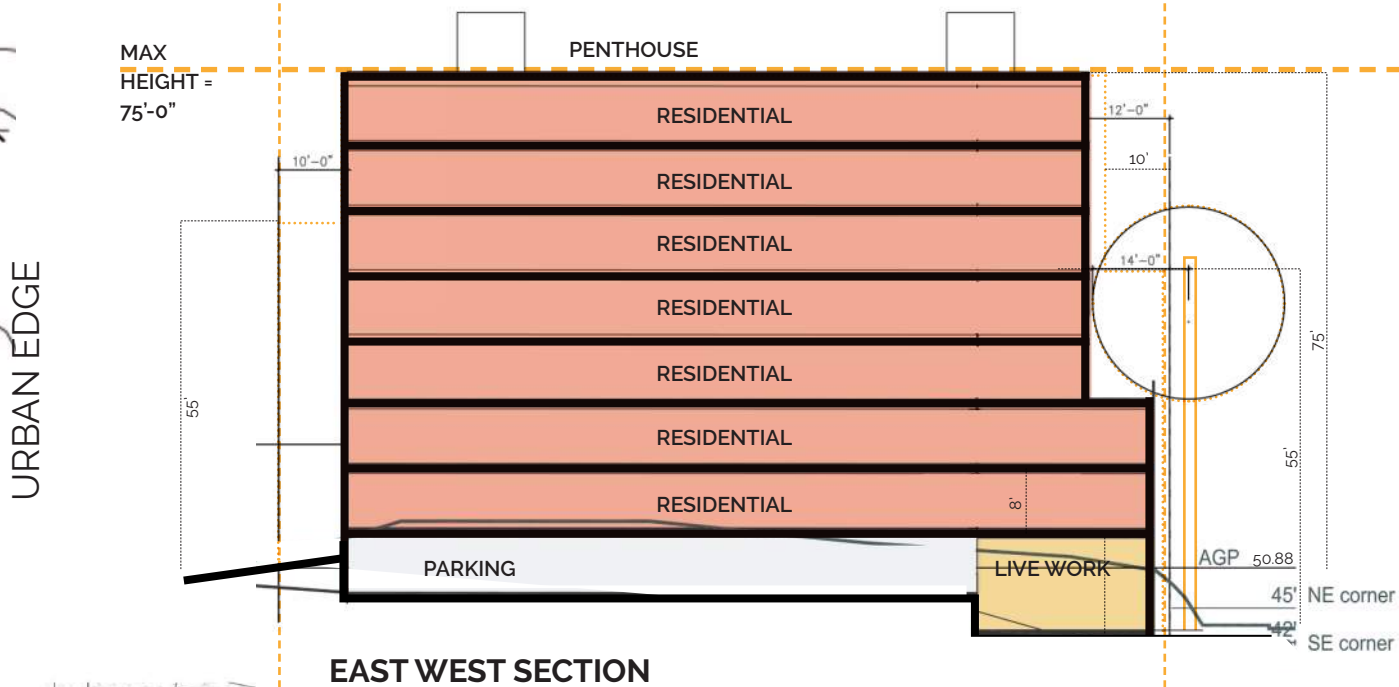 PENTHOUSE
MAX
HEIGHT =
75'-0"
RESIDENTIAL
12'-0"
10'-0"
10'
RESIDENTIAL
RESIDENTIAL
14'-0"
URBAN EDGE
RESIDENTIAL
75'
RESIDENTIAL
55'
RESIDENTIAL
55'
RESIDENTIAL
8'
PARKING
LIVE WORK
AGP 50.88
45' NE corner
42'
SE corner
EAST WEST SECTION